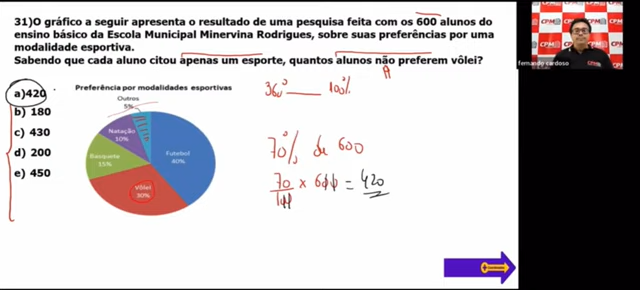 31)O gráfico a seguir apresenta o resultado de uma pesquisa feita com os 600 alunos do
ensino básico da Escola Municipal Minervina Rodrigues, sobre suas preferências por uma
modalidade esportiva.
Sabendo que cada aluno citou apenas um esporte, quantos alunos não preferem vôlei?
a)420
b) 180
c) 430
d) 200
e) 450
Preferência por modalidades esportivas
Outros
5%
Natação
10%
Basquete
15%
Vôlei
30%
Futebol
40%
360° 100%
70% de 600
70/100 x 600 = 420
CPM
CPM
CPM
fernando cardoso